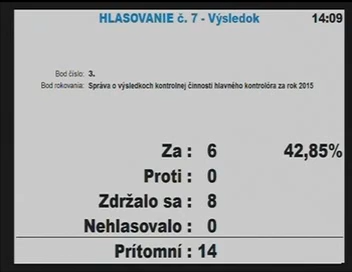 HLASOVANIE č. 7 - Výsledok 14:09
Bod číslo: 3.
Bod rokovania: Správa o výsledkoch kontrolnej činnosti hlavného kontrolóra za rok 2015
Za : 6 42,85%
Proti : 0
Zdržalo sa : 8
Nehlasovalo : 0
Prítomní : 14